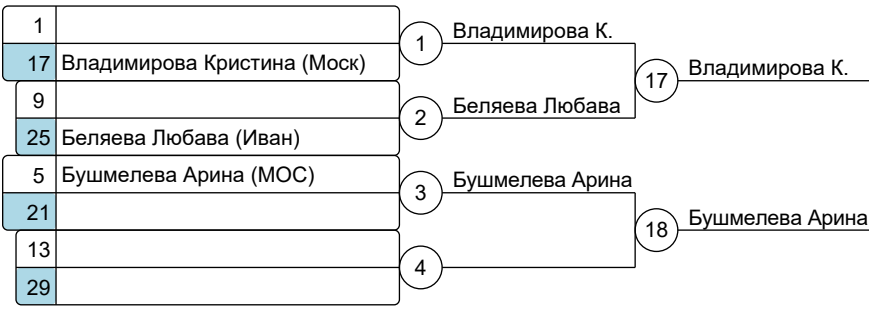 1
Владимирова К.
1
17 Владимирова Кристина (Моск)
17
Владимирова К.
9
Беляева Любава
2
25 Беляева Любава (Иван)
5 Бушмелева Арина (МОС)
3
Бушмелева Арина
21
18
Бушмелева Арина
13
4
29